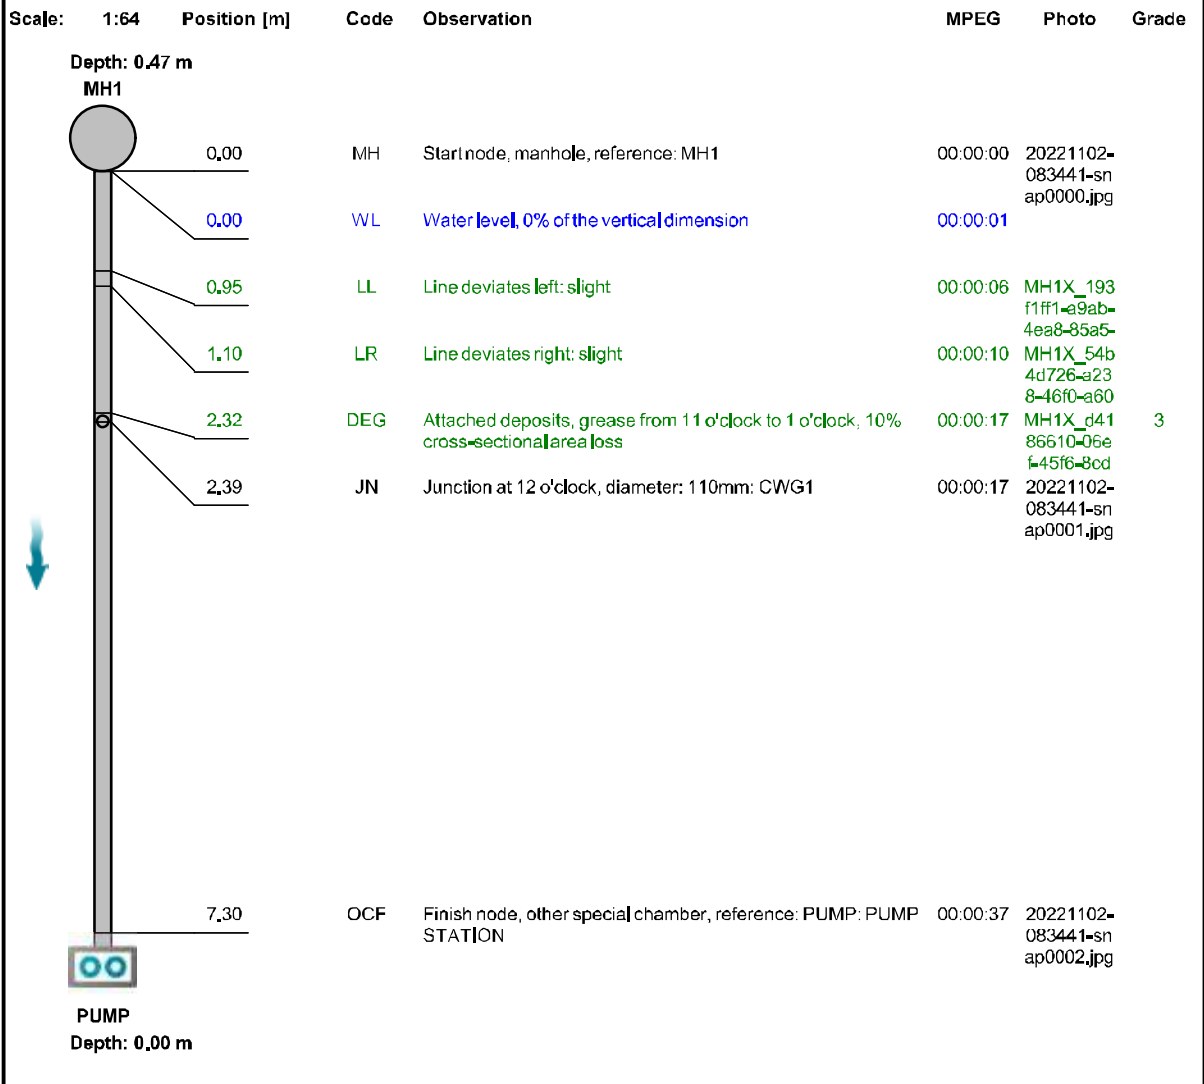 Scale: 1:64 Position [m] Code Observation MPEG Photo Grade
Depth: 0.47 m
MH1
0.00 MH Start node, manhole, reference: MH1 00:00:00 20221102-
083441-sn
ap0000.jpg
0.00 WL Water level, 0% of the vertical dimension 00:00:01
0.95 LL Line deviates left: slight 00:00:06 MH1X_193
f1ff1-a9ab-
4ea8-85a5-
1.10 LR Line deviates right: slight 00:00:10 MH1X_54b
4d726-a23
8-46f0-a60
2.32 DEG Attached deposits, grease from 11 o'clock to 1 o'clock, 10% 00:00:17 MH1X_d41 3
cross-sectional area loss 86610-06e
f-45f6-8cd
2.39 JN Junction at 12 o'clock, diameter: 110mm: CWG1 00:00:17 20221102-
083441-sn
ap0001.jpg
7.30 OCF Finish node, other special chamber, reference: PUMP: PUMP 00:00:37 20221102-
STATION 083441-sn
ap0002.jpg
PUMP
Depth: 0.00 m